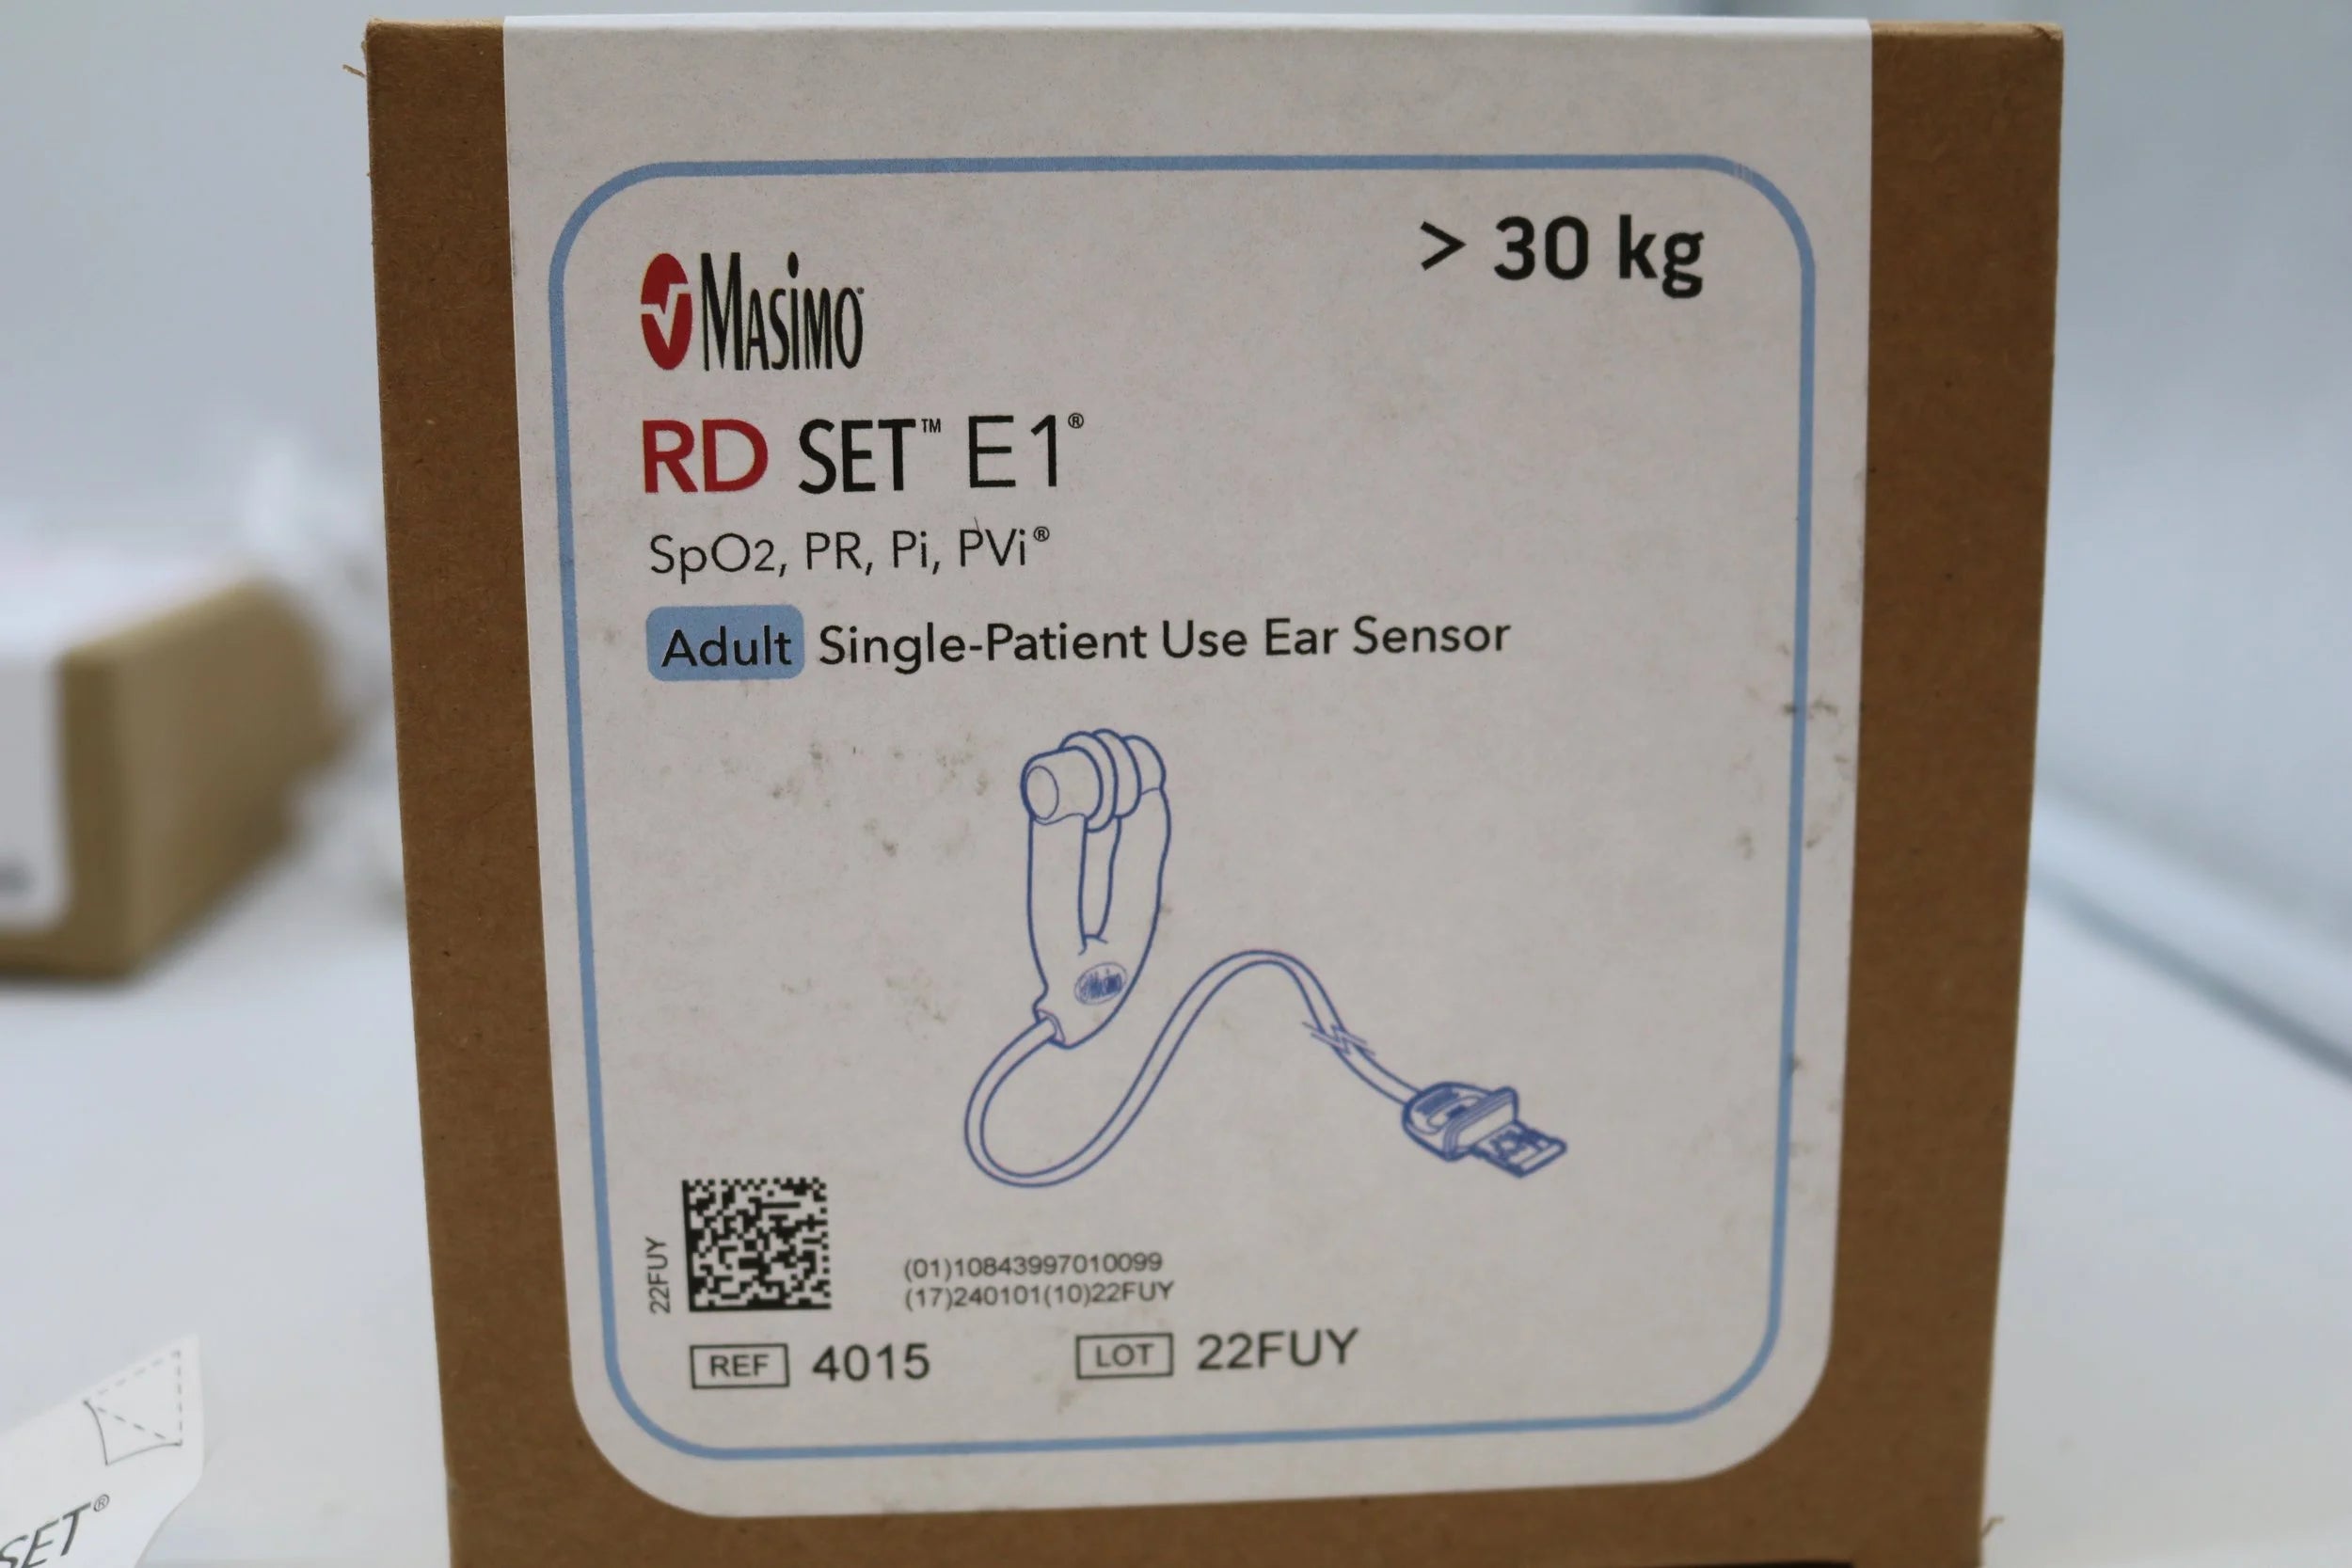 > 30 kg
MASiMO®
RD SET™ E1®
SpO2, PR, Pi, PVi®
Adult Single-Patient Use Ear Sensor
Masimo
22FUY
(01)10843997010099
(17)240101(10)22FUY
REF 4015 LOT 22FUY
SET®